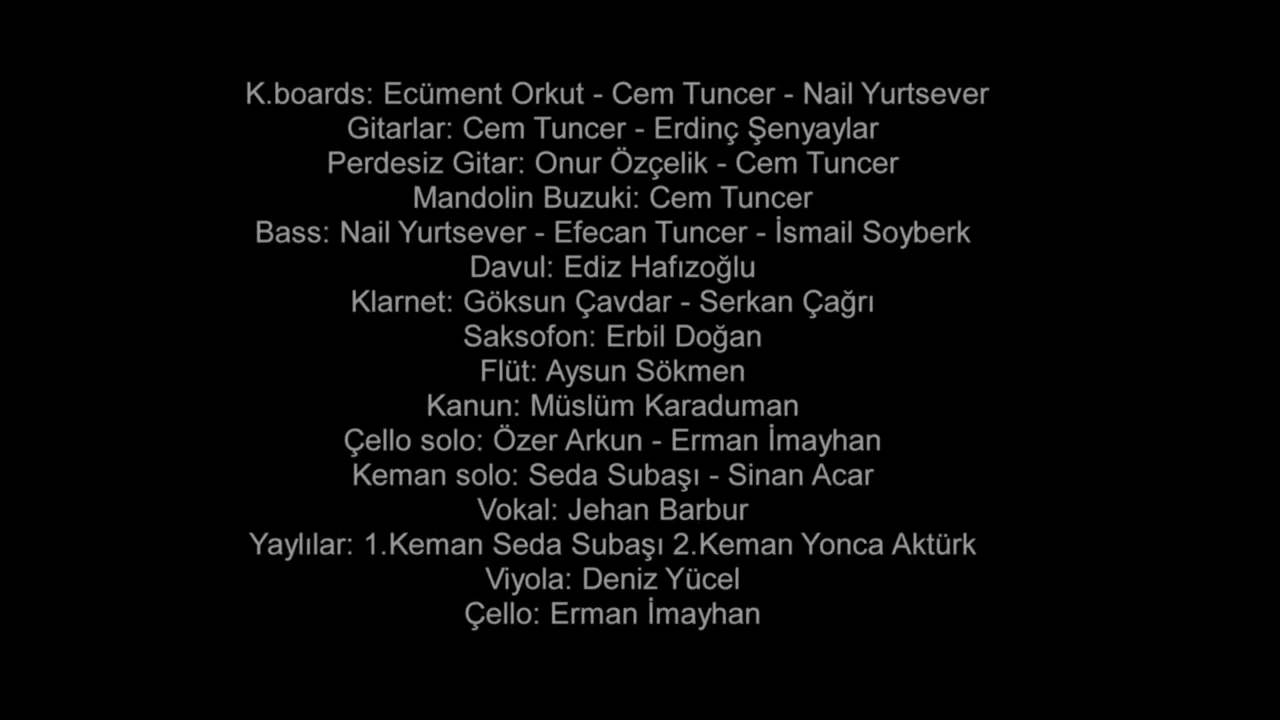 K.boards: Ecüment Orkut - Cem Tuncer - Nail Yurtsever
Gitarlar: Cem Tuncer - Erdinç Şenyaylar
Perdesiz Gitar: Onur Özçelik - Cem Tuncer
Mandolin Buzuki: Cem Tuncer
Bass: Nail Yurtsever - Efecan Tuncer - İsmail Soyberk
Davul: Ediz Hafızoğlu
Klarnet: Göksun Çavdar - Serkan Çağrı
Saksofon: Erbil Doğan
Flüt: Aysun Sökmen
Kanun: Müslüm Karaduman
Çello solo: Özer Arkun - Erman İmayhan
Keman solo: Seda Subaşı - Sinan Acar
Vokal: Jehan Barbur
Yaylılar: 1.Keman Seda Subaşı 2.Keman Yonca Aktürk
Viyola: Deniz Yücel
Çello: Erman İmayhan